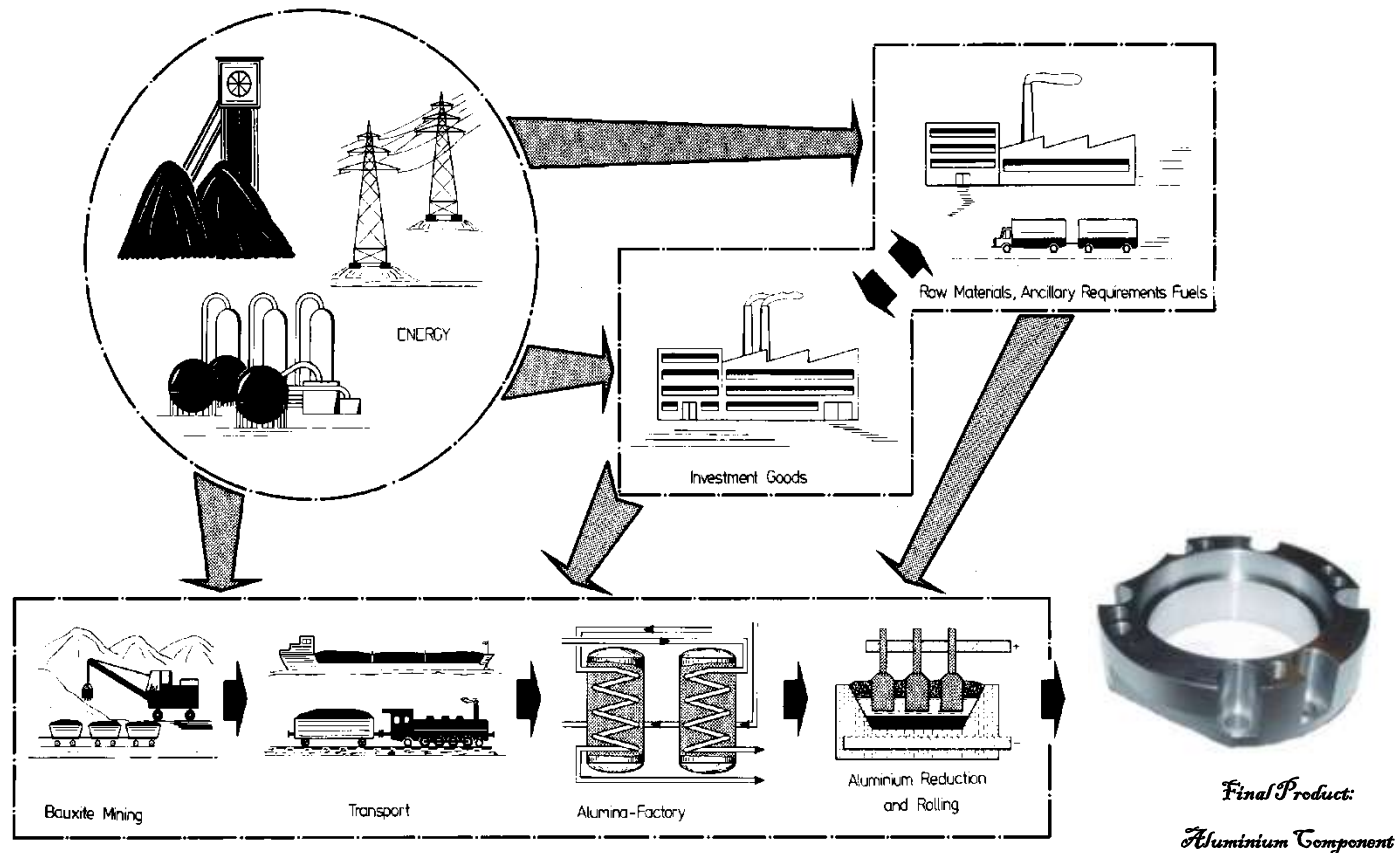 ENERGY
Raw Materials, Ancillary Requirements Fuels
Investment Goods
Bauxite Mining
Transport
Alumina-Factory
Aluminium Reduction
and Rolling
+
-
Final Product:
Aluminium Component